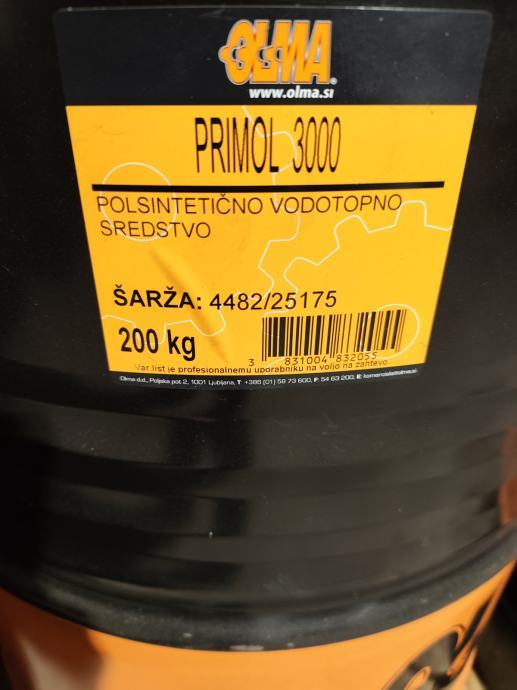 OLMA®
www.olma.si
PRIMOL 3000
POLSINTETIČNO VODOTOPNO
SREDSTVO
ŠARŽA: 4482/25175
200 kg
3 831004 832055
Var.list je profesionalnemu uporabniku na voljo na zahtevo
Olma d.d., Poljska pot 2, 1001 Ljubljana, T: +386 (01) 58 73 600, F: 54 63 200, E: komerciala@olma.si